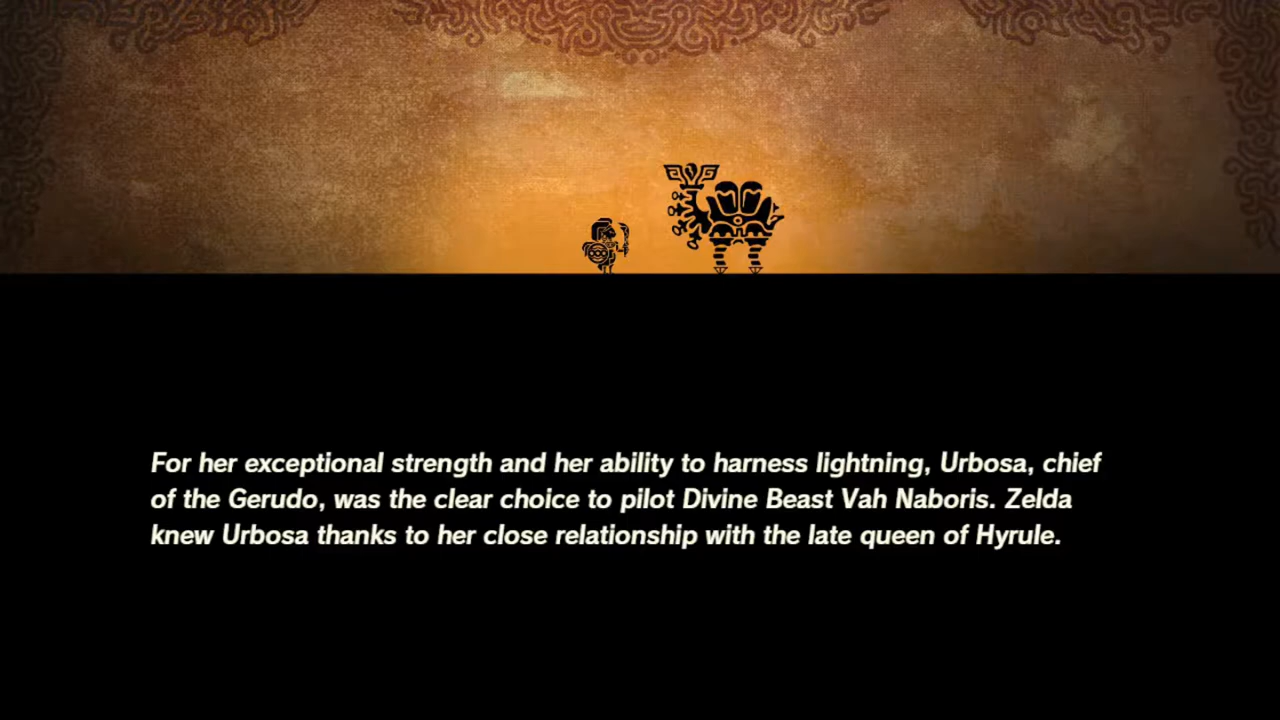 For her exceptional strength and her ability to harness lightning, Urbosa, chief
of the Gerudo, was the clear choice to pilot Divine Beast Vah Naboris. Zelda
knew Urbosa thanks to her close relationship with the late queen of Hyrule.